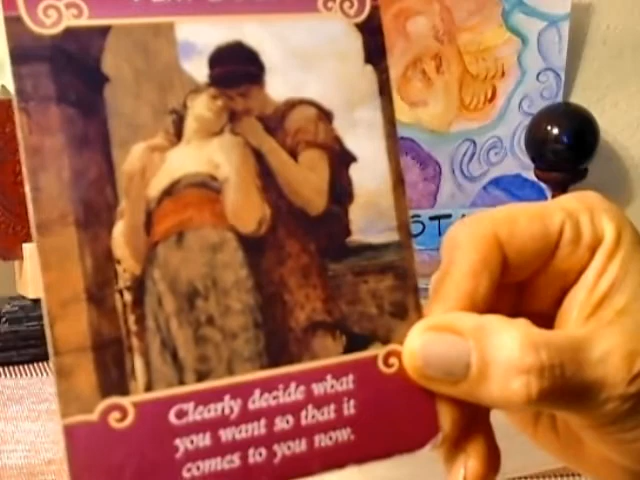 Clearly decide what
you want so that it
comes to you now.